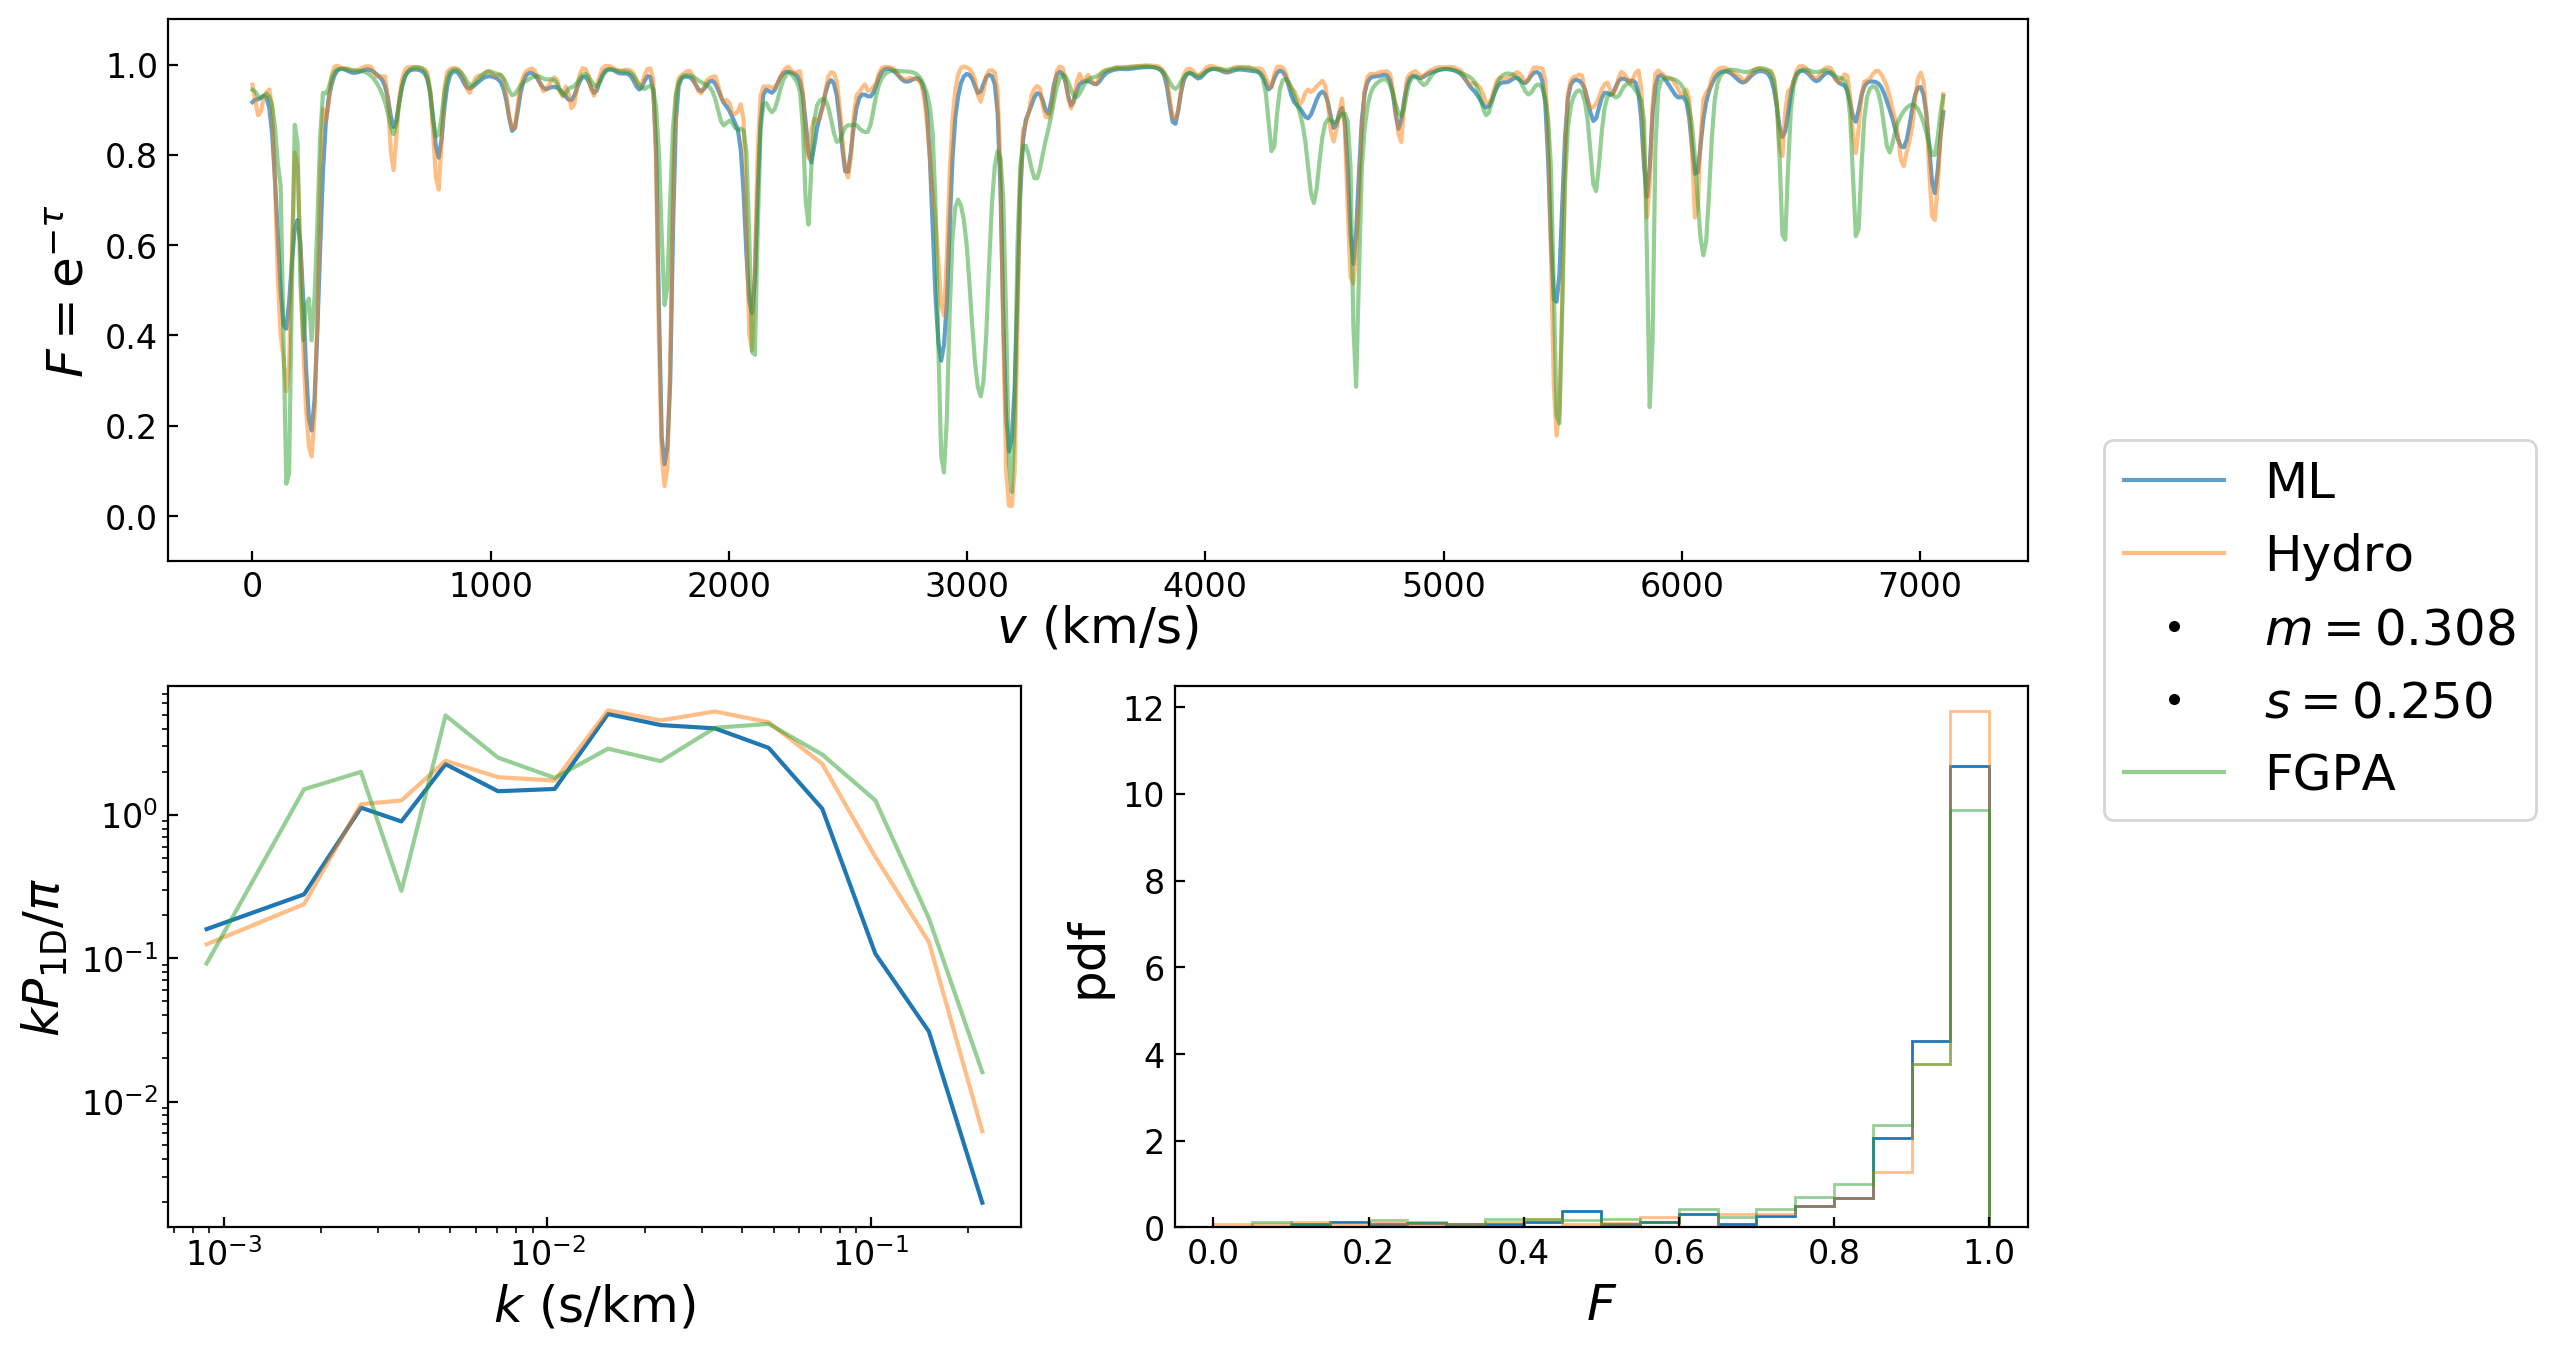 1.0
0.8
0.6
0.4
0.2
0.0
F = e^{−τ}
0 1000 2000 3000 4000 5000 6000 7000
v (km/s)
ML
Hydro
m = 0.308
s = 0.250
FGPA
10^0
10^{−1}
10^{−2}
kP_{1D}/π
10^{−3} 10^{−2} 10^{−1}
k (s/km)
12
10
8
6
4
2
0
pdf
0.0 0.2 0.4 0.6 0.8 1.0
F